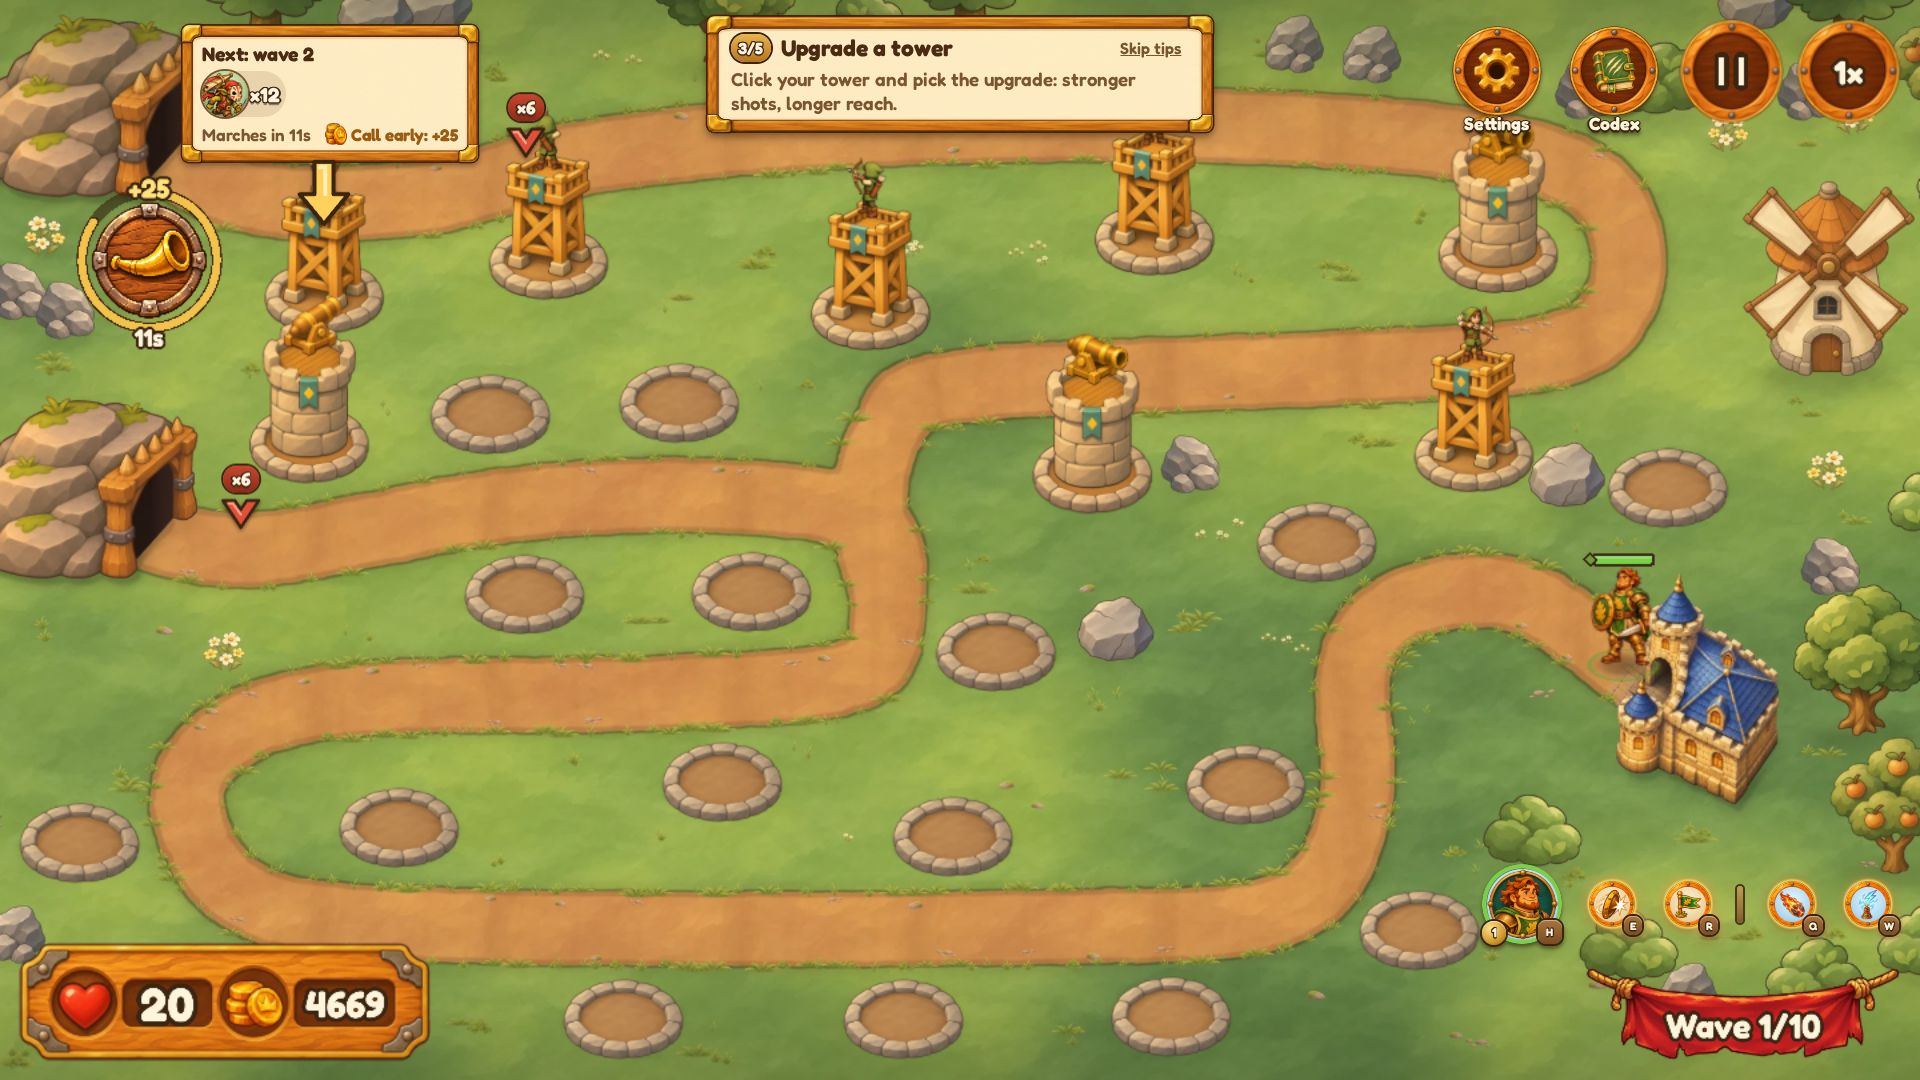 Next: wave 2
x12
Marches in 11s
Call early: +25
3/5
Upgrade a tower
Skip tips
Click your tower and pick the upgrade: stronger
shots, longer reach.
Settings
Codex
1x
x6
+25
11s
x6
1
H
E
R
Q
W
20
4669
Wave 1/10